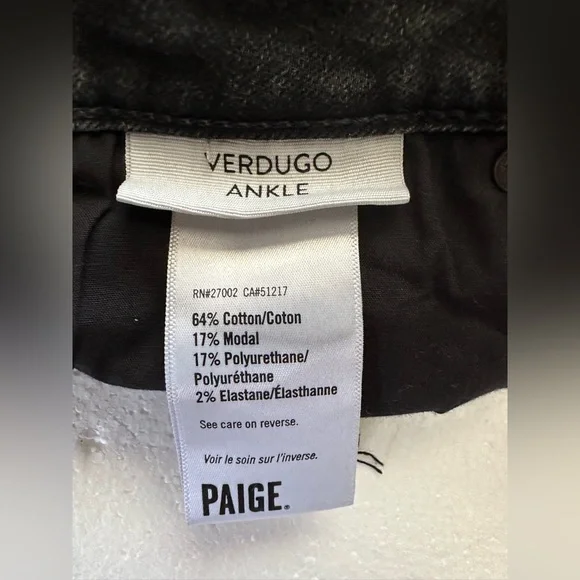 VERDUGO
ANKLE
RN#27002 CA#51217
64% Cotton/Coton
17% Modal
17% Polyurethane/
Polyuréthane
2% Elastane/Élasthanne
See care on reverse.
Voir le soin sur l'inverse.
PAIGE.